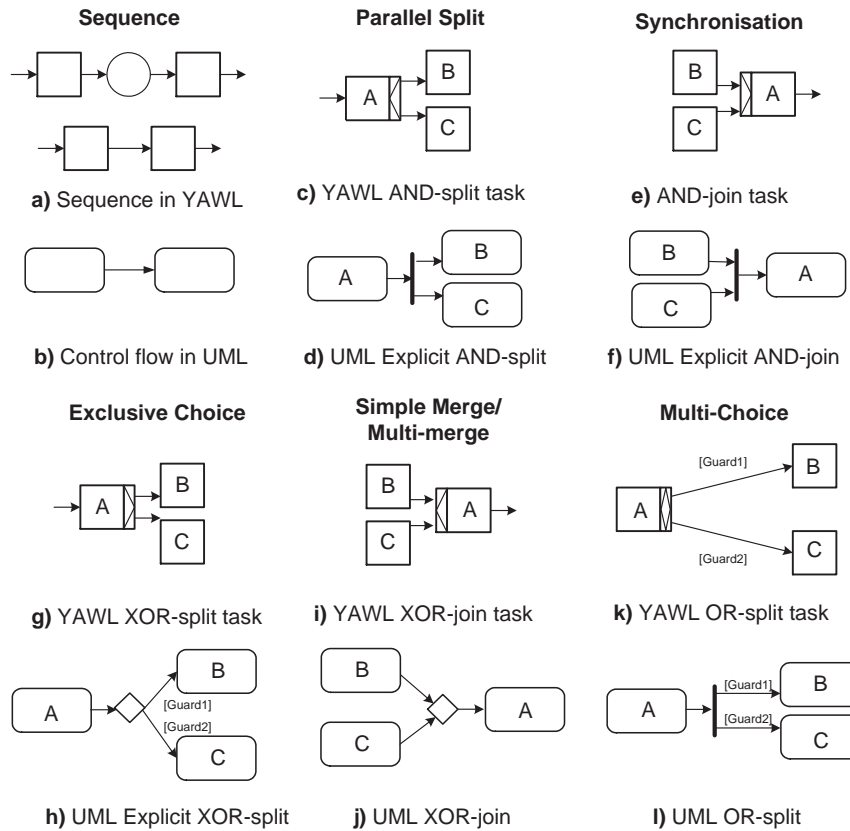 Sequence
Parallel Split
Synchronisation
A
B
C
B
C
A
a) Sequence in YAWL
c) YAWL AND-split task
e) AND-join task
A
B
C
B
C
A
b) Control flow in UML
d) UML Explicit AND-split
f) UML Explicit AND-join
Exclusive Choice
Simple Merge/
Multi-merge
Multi-Choice
A
B
C
B
C
A
A
[Guard1]
B
[Guard2]
C
g) YAWL XOR-split task
i) YAWL XOR-join task
k) YAWL OR-split task
A
B
[Guard1]
[Guard2]
C
B
C
A
A
[Guard1]
B
[Guard2]
C
h) UML Explicit XOR-split
j) UML XOR-join
l) UML OR-split